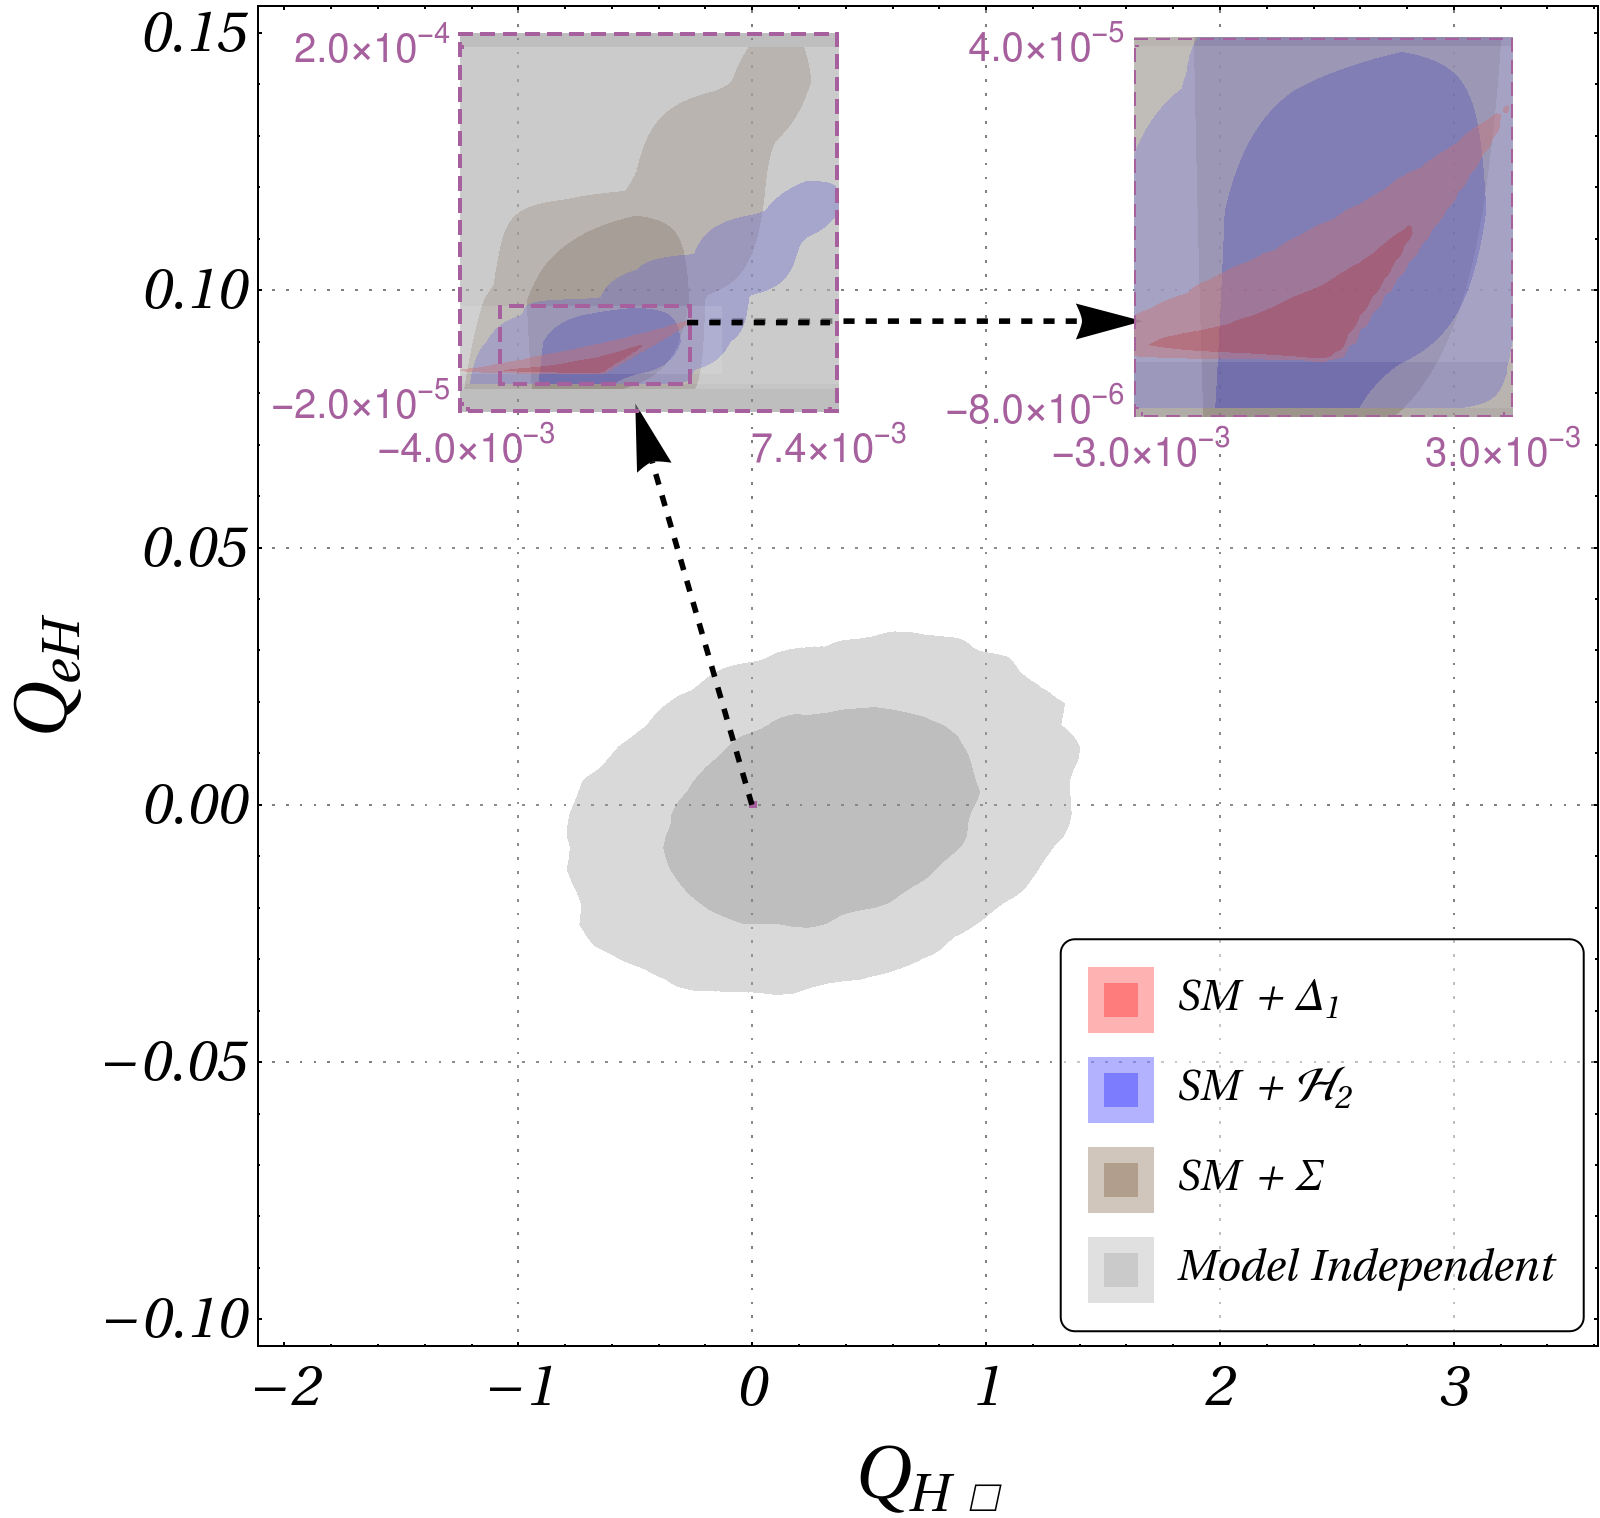 0.15
0.10
0.05
0.00
−0.05
−0.10
Q_{eH}
2.0×10⁻⁴
−2.0×10⁻⁵
−4.0×10⁻³
7.4×10⁻³
4.0×10⁻⁵
−8.0×10⁻⁶
−3.0×10⁻³
3.0×10⁻³
SM + Δ₁
SM + ℋ₂
SM + Σ
Model Independent
−2 −1 0 1 2 3
Q_{H □}